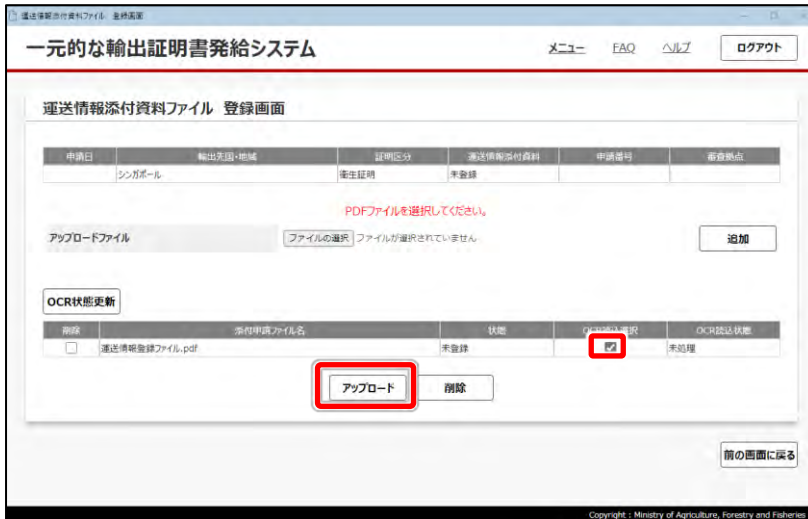 運送情報添付資料ファイル 登録画面
一元的な輸出証明書発給システム メニュー FAQ ヘルプ ログアウト
運送情報添付資料ファイル 登録画面
申請日 輸出先国・地域 証明区分 運送情報添付資料 申請番号 審査拠点
シンガポール 衛生証明 未登録
PDFファイルを選択してください。
アップロードファイル ファイルの選択 ファイルが選択されていません 追加
OCR状態更新
削除 添付申請ファイル名 状態 OCR読込選択 OCR読込状態
運送情報登録ファイル.pdf 未登録 未処理
アップロード 削除
前の画面に戻る
Copyright : Ministry of Agriculture, Forestry and Fisheries